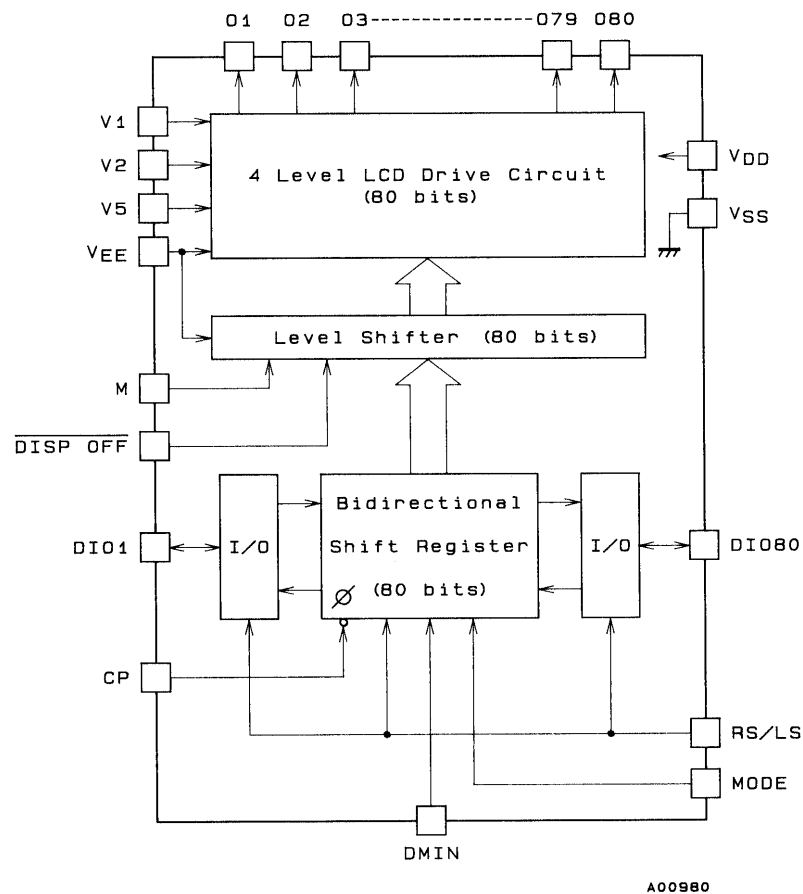 O1 O2 O3 O79 O80
V1
V2
V5
VEE
4 Level LCD Drive Circuit
(80 bits)
VDD
VSS
Level Shifter (80 bits)
M
DISP OFF
DIO1
I/O
Bidirectional
Shift Register
Ø (80 bits)
I/O
DIO80
CP
RS/LS
MODE
DMIN
A00980